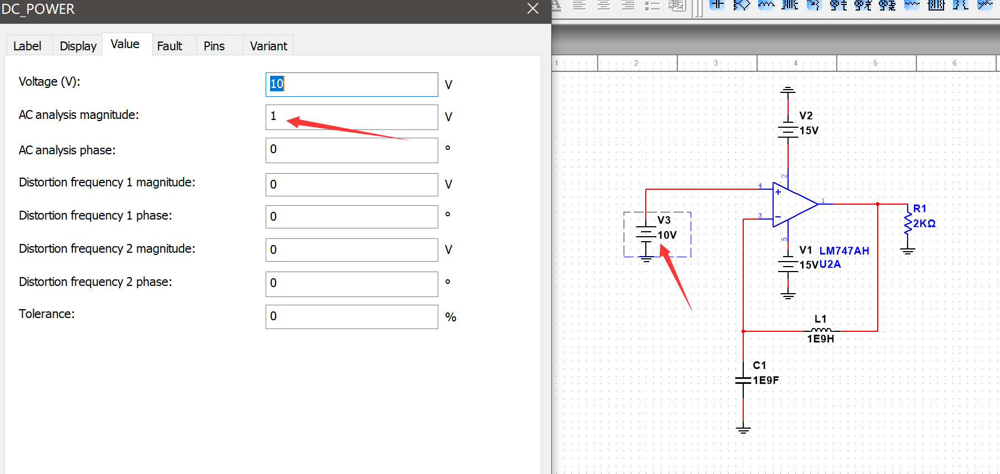 DC_POWER
Label Display Value Fault Pins Variant
Voltage (V): 10 V
AC analysis magnitude: 1 V
AC analysis phase: 0 °
Distortion frequency 1 magnitude: 0 V
Distortion frequency 1 phase: 0 °
Distortion frequency 2 magnitude: 0 V
Distortion frequency 2 phase: 0 °
Tolerance: 0 %
1 2 3 4 5 6
V2
15V
2
4
+
1
3
−
5
R1
2KΩ
V3
10V
V1
15V
LM747AH
U2A
L1
1E9H
C1
1E9F